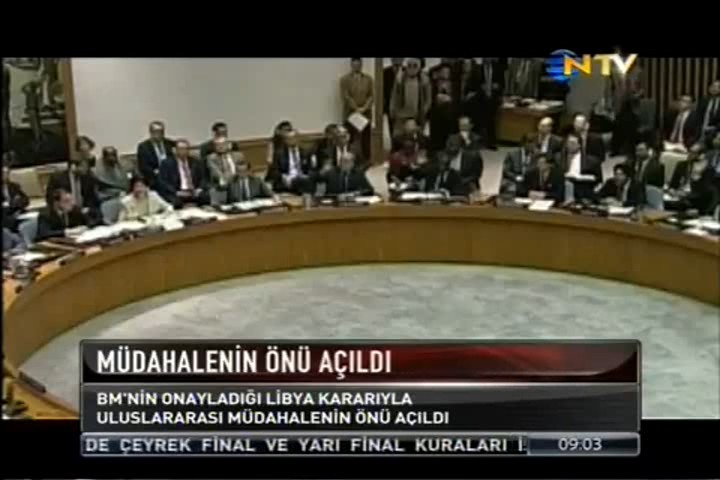 NTV
MÜDAHALENİN ÖNÜ AÇILDI
BM'NİN ONAYLADIĞI LİBYA KARARIYLA
ULUSLARARASI MÜDAHALENİN ÖNÜ AÇILDI
DE ÇEYREK FİNAL VE YARI FİNAL KURALARI İ
09:03